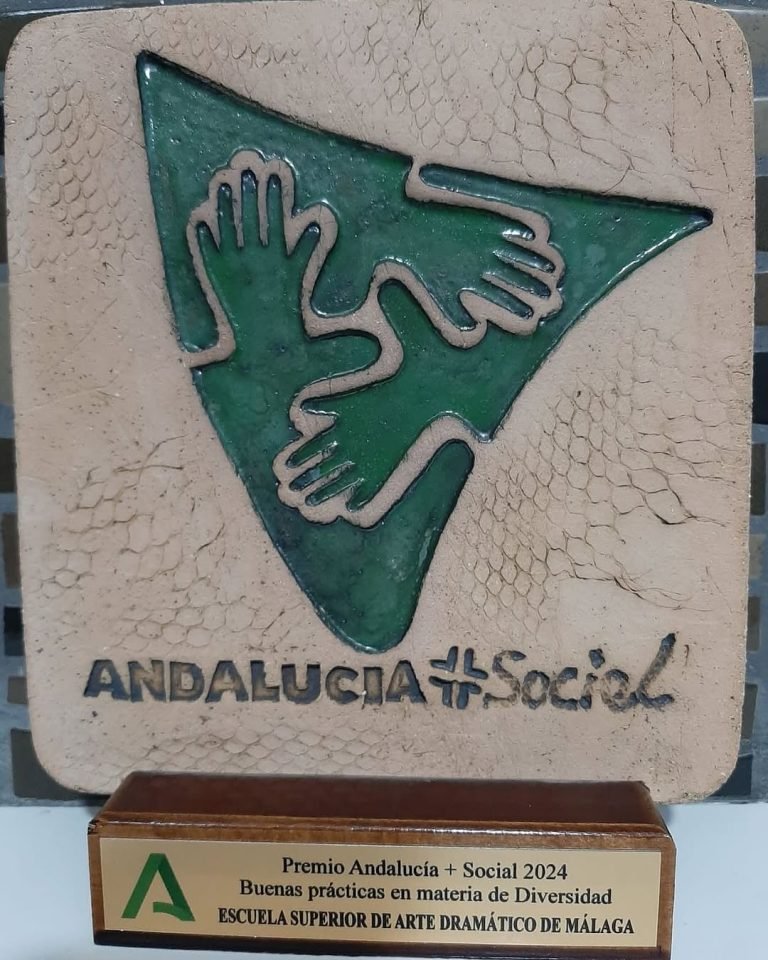 ANDALUCIA + Social
Premio Andalucía + Social 2024
Buenas prácticas en materia de Diversidad
ESCUELA SUPERIOR DE ARTE DRAMÁTICO DE MÁLAGA